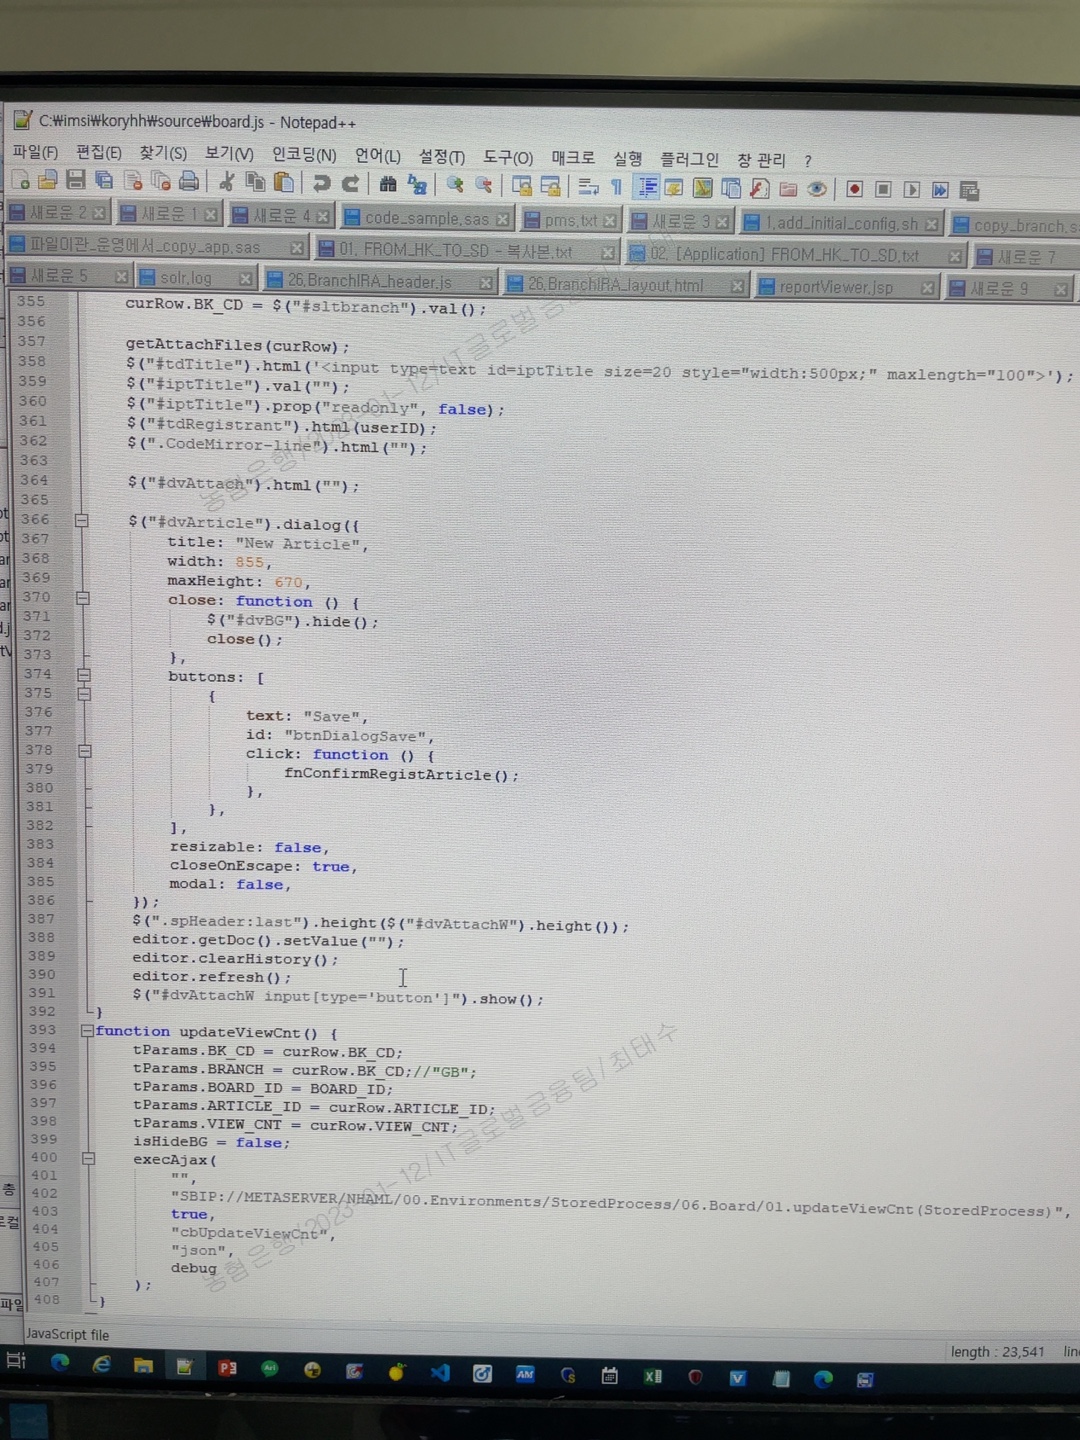 C:₩imsi₩koryhh₩source₩board.js - Notepad++
파일(F) 편집(E) 찾기(S) 보기(V) 인코딩(N) 언어(L) 설정(T) 도구(O) 매크로 실행 플러그인 창 관리 ?
새로운 2 새로운 1 새로운 4 code_sample.sas pms.txt 새로운 3 1.add_initial_config.sh copy_branch.s
파일이관_운영에서_copy_app.sas 01. FROM_HK_TO_SD - 복사본.txt 02. [Application] FROM_HK_TO_SD.txt 새로운 7
새로운 5 solr.log 26.BranchIRA_header.js 26.BranchIRA_layout.html reportViewer.jsp 새로운 9
355 curRow.BK_CD = $("#sltbranch").val();
356
357 getAttachFiles(curRow);
358 $("#tdTitle").html('<input type=text id=iptTitle size=20 style="width:500px;" maxlength="100">');
359 $("#iptTitle").val("");
360 $("#iptTitle").prop("readonly", false);
361 $("#tdRegistrant").html(userID);
362 $(".CodeMirror-line").html("");
363
364 $("#dvAttach").html("");
365
366 $("#dvArticle").dialog({
367 title: "New Article",
368 width: 855,
369 maxHeight: 670,
370 close: function () {
371 $("#dvBG").hide();
372 close();
373 },
374 buttons: [
375 {
376 text: "Save",
377 id: "btnDialogSave",
378 click: function () {
379 fnConfirmRegistArticle();
380 },
381 },
382 ],
383 resizable: false,
384 closeOnEscape: true,
385 modal: false,
386 });
387 $(".spHeader:last").height($("#dvAttachW").height());
388 editor.getDoc().setValue("");
389 editor.clearHistory();
390 editor.refresh();
391 $("#dvAttachW input[type='button']").show();
392 }
393 function updateViewCnt() {
394 tParams.BK_CD = curRow.BK_CD;
395 tParams.BRANCH = curRow.BK_CD;//"GB";
396 tParams.BOARD_ID = BOARD_ID;
397 tParams.ARTICLE_ID = curRow.ARTICLE_ID;
398 tParams.VIEW_CNT = curRow.VIEW_CNT;
399 isHideBG = false;
400 execAjax(
401 "",
402 "SBIP://METASERVER/NHAML/00.Environments/StoredProcess/06.Board/01.updateViewCnt(StoredProcess)",
403 true,
404 "cbUpdateViewCnt",
405 "json",
406 debug
407 );
408 }
농협은행/2023-01-12/IT글로벌금융팀/최태수
JavaScript file
length : 23,541